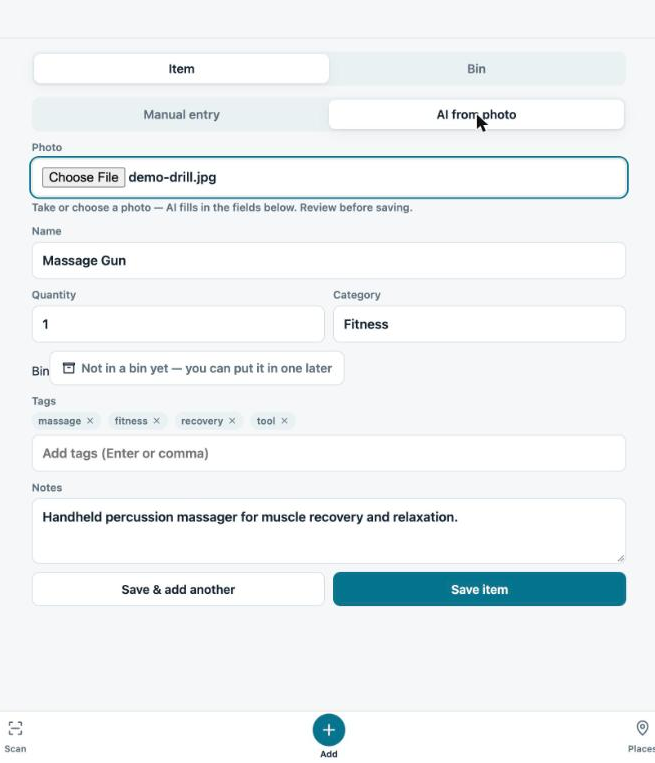 Item Bin
Manual entry AI from photo
Photo
Choose File demo-drill.jpg
Take or choose a photo — AI fills in the fields below. Review before saving.
Name
Massage Gun
Quantity Category
1 Fitness
Bin Not in a bin yet — you can put it in one later
Tags
massage × fitness × recovery × tool ×
Add tags (Enter or comma)
Notes
Handheld percussion massager for muscle recovery and relaxation.
Save & add another Save item
Scan Add Places